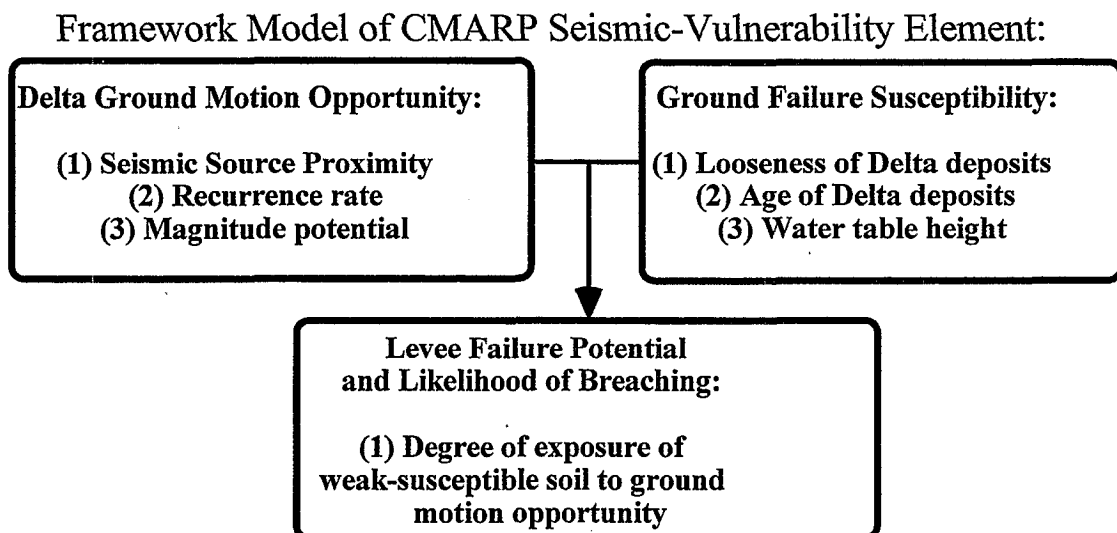 Framework Model of CMARP Seismic-Vulnerability Element:
Delta Ground Motion Opportunity:
(1) Seismic Source Proximity
(2) Recurrence rate
(3) Magnitude potential
Ground Failure Susceptibility:
(1) Looseness of Delta deposits
(2) Age of Delta deposits
(3) Water table height
Levee Failure Potential
and Likelihood of Breaching:
(1) Degree of exposure of
weak-susceptible soil to ground
motion opportunity